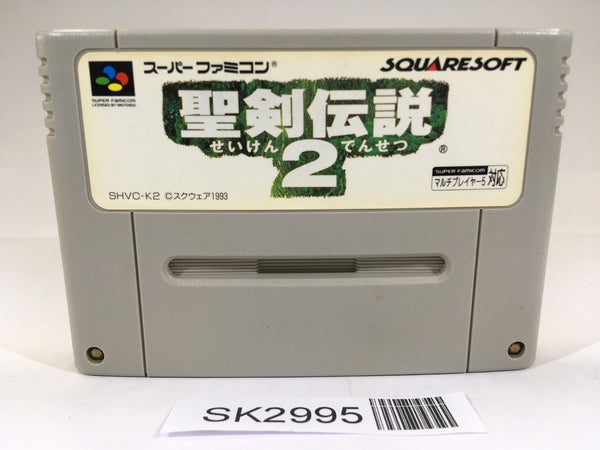 スーパーファミコン®
SQUARESOFT
SUPER FAMICOM
LICENSED BY NINTENDO
聖剣伝説
せいけん でんせつ
2
®
SUPER FAMICOM
マルチプレイヤー5 対応
SHVC-K2 ©スクウェア1993
SK2995